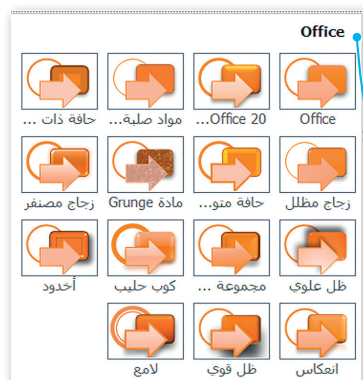 Office
Office
Office 20...
مواد صلبة...
حافة ذات ...
زجاج مظلل
حافة متو...
مادة Grunge
زجاج مصنفر
ظل علوي
مجموعة ...
كوب حليب
أخدود
انعكاس
ظل قوي
لامع